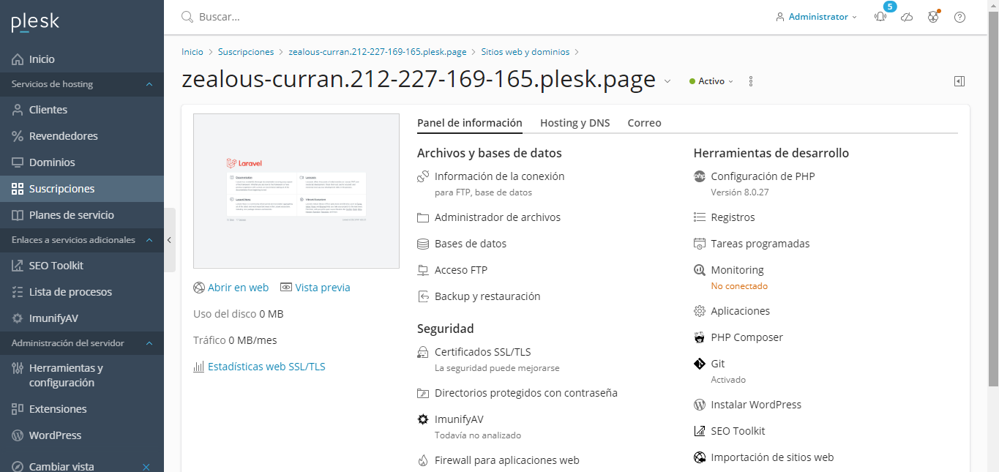 plesk
Buscar...
Administrator
5
Inicio
Servicios de hosting
Clientes
Revendedores
Dominios
Suscripciones
Planes de servicio
Enlaces a servicios adicionales
SEO Toolkit
Lista de procesos
ImunifyAV
Administración del servidor
Herramientas y
configuración
Extensiones
WordPress
Cambiar vista
Inicio > Suscripciones > zealous-curran.212-227-169-165.plesk.page > Sitios web y dominios >
zealous-curran.212-227-169-165.plesk.page
Activo
Laravel
Abrir en web
Vista previa
Uso del disco 0 MB
Tráfico 0 MB/mes
Estadísticas web SSL/TLS
Panel de información
Hosting y DNS
Correo
Archivos y bases de datos
Información de la conexión
para FTP, base de datos
Administrador de archivos
Bases de datos
Acceso FTP
Backup y restauración
Seguridad
Certificados SSL/TLS
La seguridad puede mejorarse
Directorios protegidos con contraseña
ImunifyAV
Todavía no analizado
Firewall para aplicaciones web
Herramientas de desarrollo
php
Configuración de PHP
Versión 8.0.27
Registros
Tareas programadas
Monitoring
No conectado
Aplicaciones
PHP Composer
Git
Activado
Instalar WordPress
SEO Toolkit
Importación de sitios web